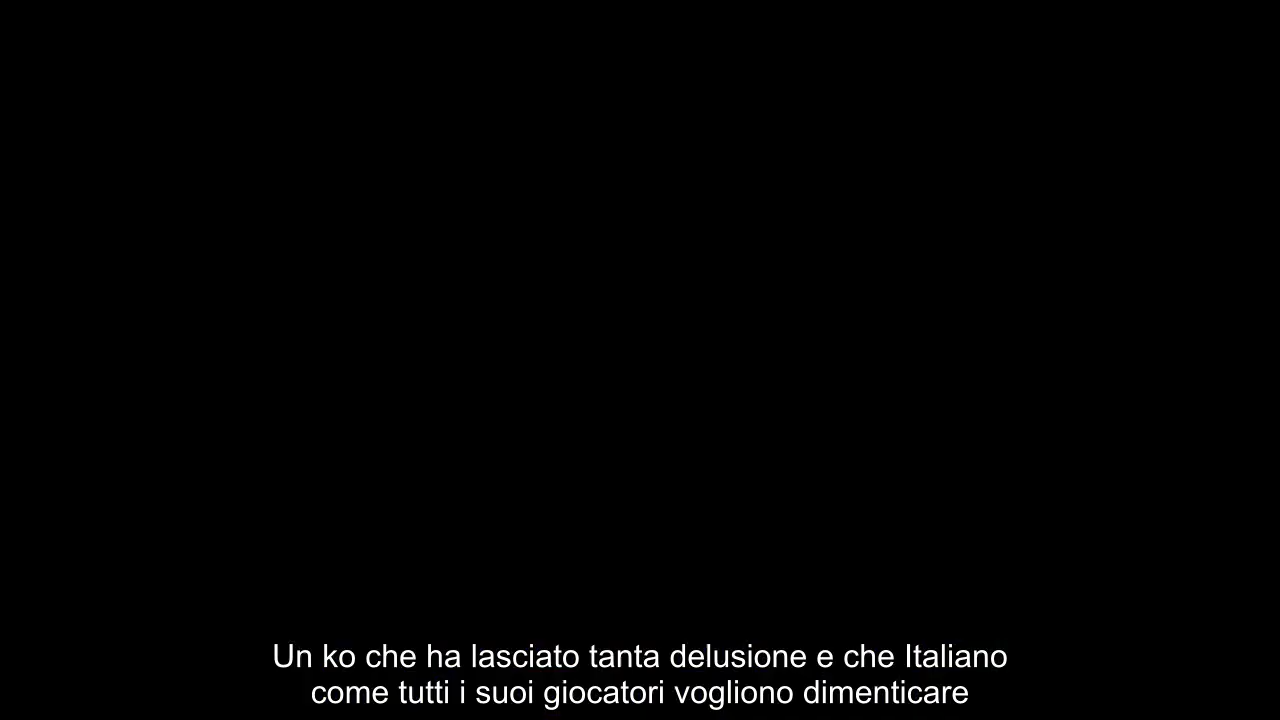 Un ko che ha lasciato tanta delusione e che Italiano
come tutti i suoi giocatori vogliono dimenticare